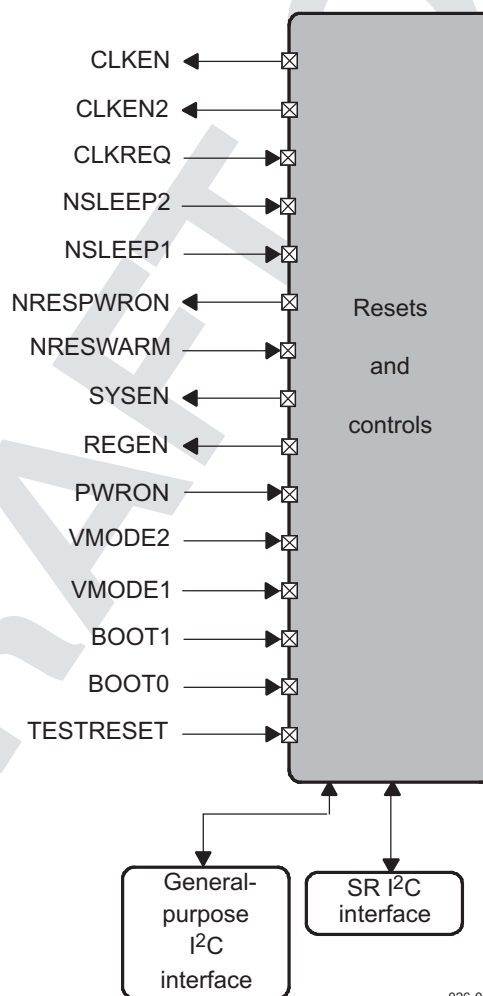 CLKEN
CLKEN2
CLKREQ
NSLEEP2
NSLEEP1
NRESPWRON
NRESWARM
SYSEN
REGEN
PWRON
VMODE2
VMODE1
BOOT1
BOOT0
TESTRESET
Resets
and
controls
General-
purpose
I2C
interface
SR I2C
interface